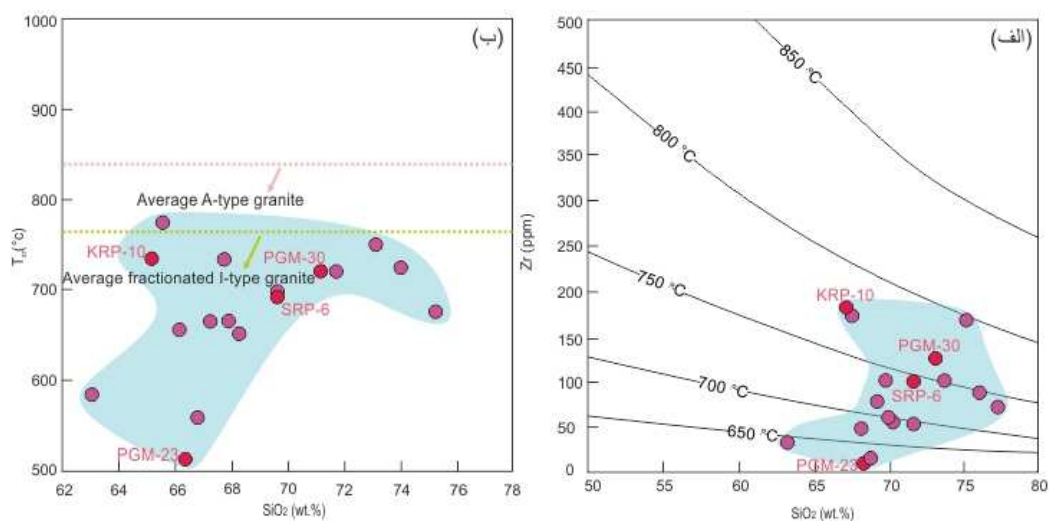 (ب)
1000
900
800
700
600
500
T
(°c)
Average A-type granite
KRP-10
PGM-30
Average fractionated I-type granite
SRP-6
PGM-23
62 64 66 68 70 72 74 76 78
SiO₂ (wt.%)
(الف)
500
450
400
350
300
250
200
150
100
50
0
Zr (ppm)
850 °C
800 °C
750 °C
700 °C
650 °C
KRP-10
PGM-30
SRP-6
PGM-23
50 55 60 65 70 75 80
SiO₂ (wt.%)